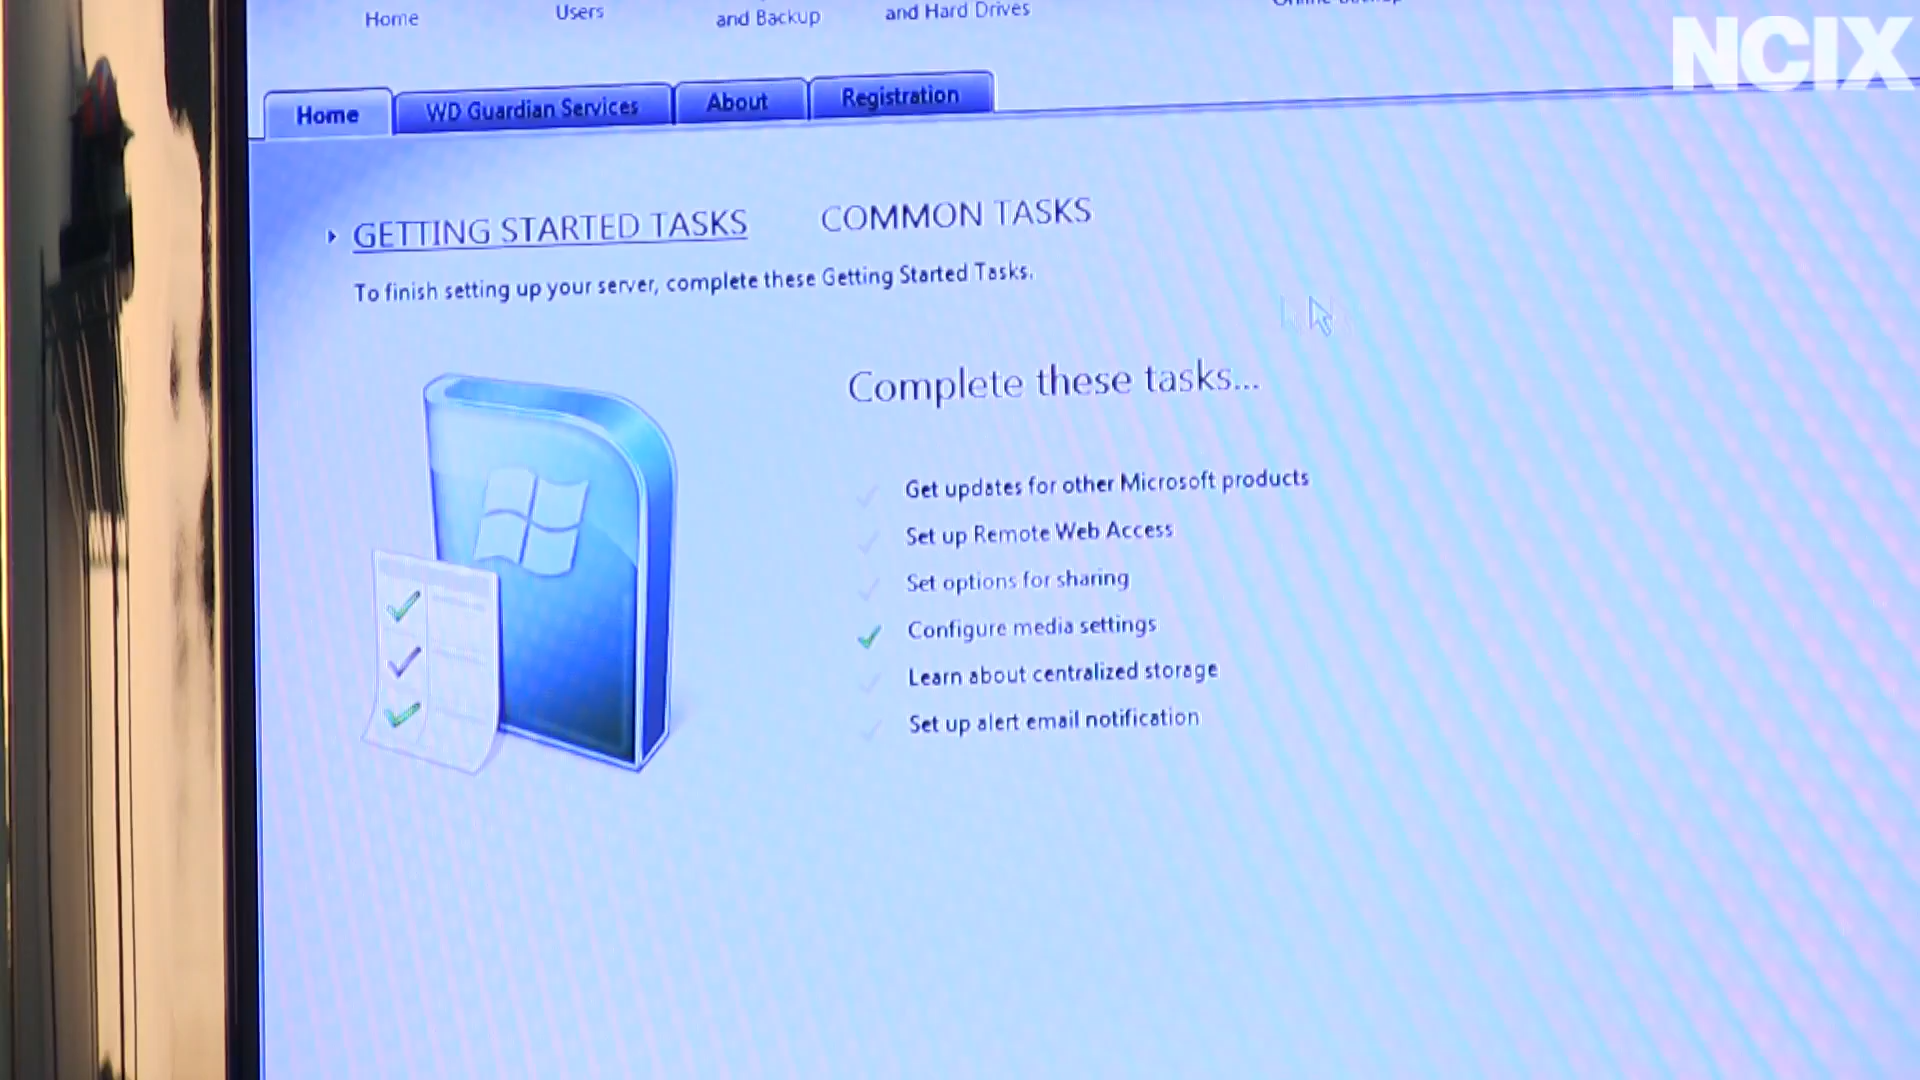 Home
Users
and Backup
and Hard Drives
NCIX
Home
WD Guardian Services
About
Registration
GETTING STARTED TASKS
COMMON TASKS
To finish setting up your server, complete these Getting Started Tasks.
Complete these tasks...
Get updates for other Microsoft products
Set up Remote Web Access
Set options for sharing
Configure media settings
Learn about centralized storage
Set up alert email notification